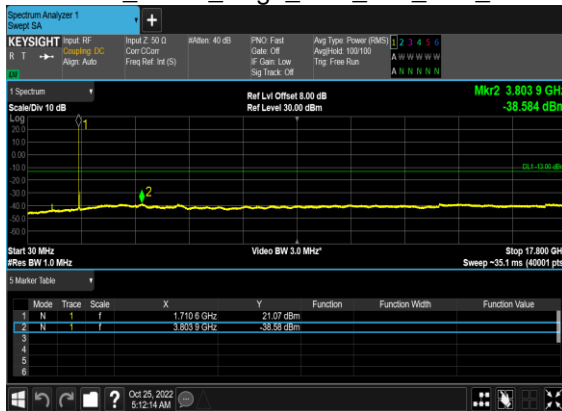 Spectrum Analyzer 1
Swept SA
KEYSIGHT Input: RF Input Z: 50 Ω #Atten: 40 dB PNO: Fast Avg Type: Power (RMS) 1 2 3 4 5 6
R T Coupling: DC Corr CCorr Gate: Off Avg|Hold: 100/100 A W W W W W
Align: Auto Freq Ref: Int (S) IF Gain: Low Trig: Free Run
Sig Track: Off A N N N N N
1 Spectrum Ref Lvl Offset 8.00 dB Mkr2 3.803 9 GHz
Scale/Div 10 dB Ref Level 30.00 dBm -38.584 dBm
Log
20.0 1
10.0
0.00
-10.0 DL1 -13.00 dBm
-20.0
-30.0 2
-40.0
-50.0
-60.0
Start 30 MHz Video BW 3.0 MHz* Stop 17.800 GHz
#Res BW 1.0 MHz Sweep ~35.1 ms (40001 pts)
5 Marker Table
Mode Trace Scale X Y Function Function Width Function Value
1 N 1 f 1.710 6 GHz 21.07 dBm
2 N 1 f 3.803 9 GHz -38.58 dBm
3
4
5
6
? Oct 25, 2022
5:12:14 AM